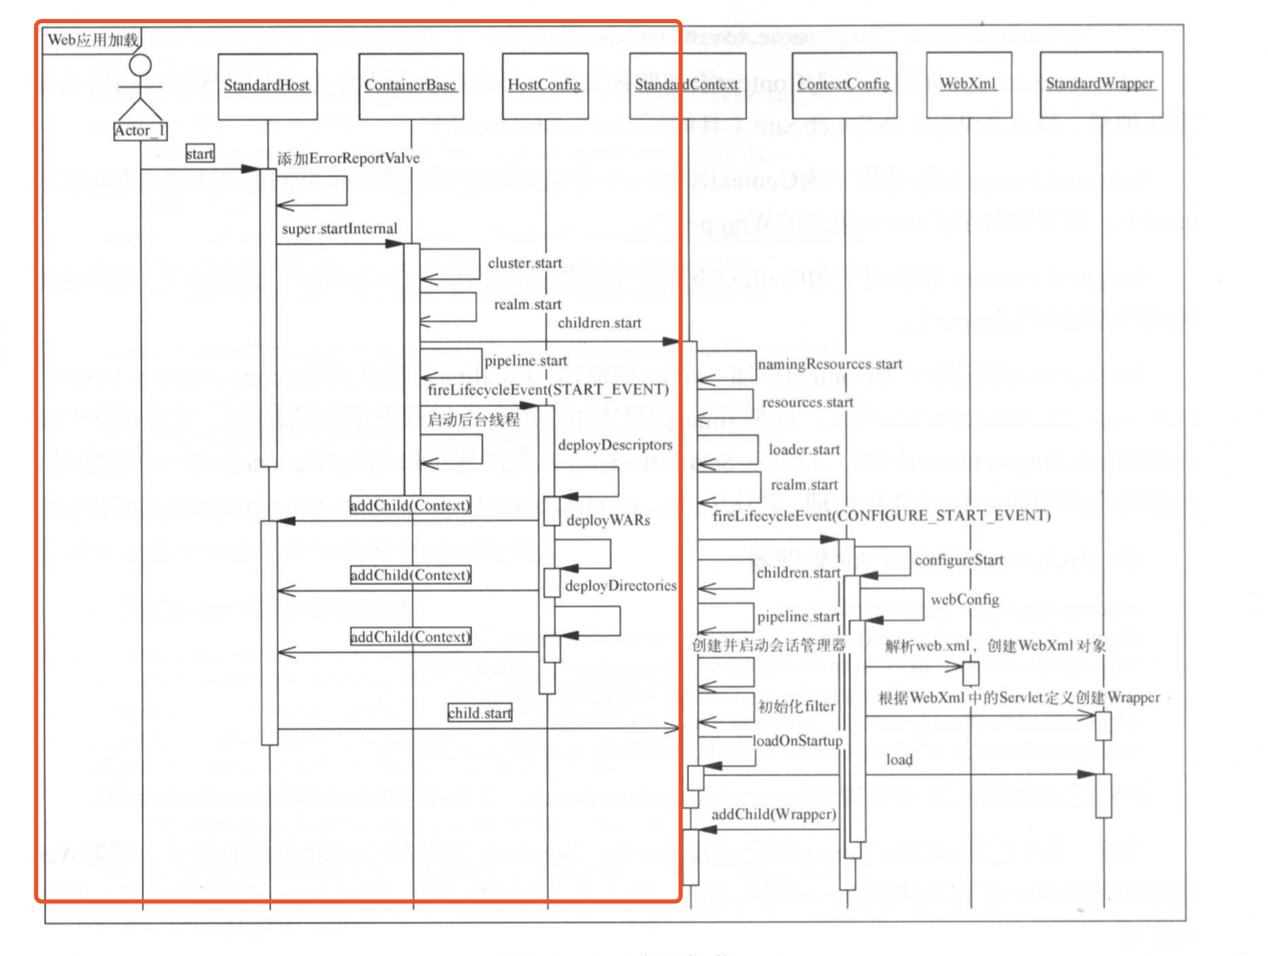 Web应用加载
StandardHost
ContainerBase
HostConfig
StandardContext
ContextConfig
WebXml
StandardWrapper
Actor_1
start
添加ErrorReportValve
super.startInternal
cluster.start
realm.start
children.start
pipeline.start
fireLifecycleEvent(START_EVENT)
启动后台线程
deployDescriptors
addChild(Context)
deployWARs
addChild(Context)
deployDirectories
addChild(Context)
child.start
namingResources.start
resources.start
loader.start
realm.start
fireLifecycleEvent(CONFIGURE_START_EVENT)
configureStart
children.start
webConfig
pipeline.start
创建并启动会话管理器
解析web.xml，创建WebXml对象
初始化filter
根据WebXml中的Servlet定义创建Wrapper
loadOnStartup
load
addChild(Wrapper)